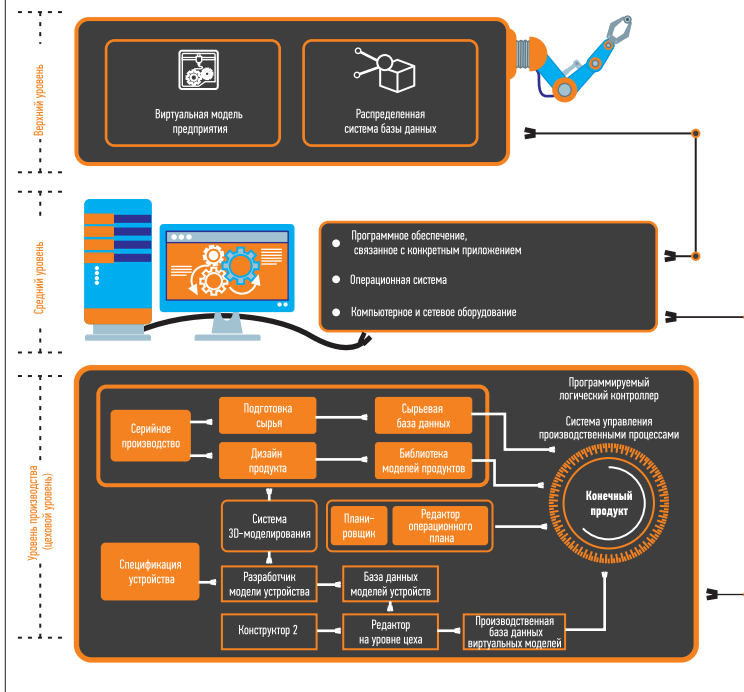 Верхний уровень
Виртуальная модель
предприятия
Распределенная
система базы данных
Средний уровень
Программное обеспечение,
связанное с конкретным приложением
Операционная система
Компьютерное и сетевое оборудование
Уровень производства
(цеховой уровень)
Программируемый
логический контроллер
Система управления
производственными процессами
Серийное
производство
Подготовка
сырья
Сырьевая
база данных
Дизайн
продукта
Библиотека
моделей продуктов
Конечный
продукт
Система
3D-моделирования
Плани-
ровщик
Редактор
операционного
плана
Спецификация
устройства
Разработчик
модели устройства
База данных
моделей устройств
Конструктор 2
Редактор
на уровне цеха
Производственная
база данных
виртуальных моделей